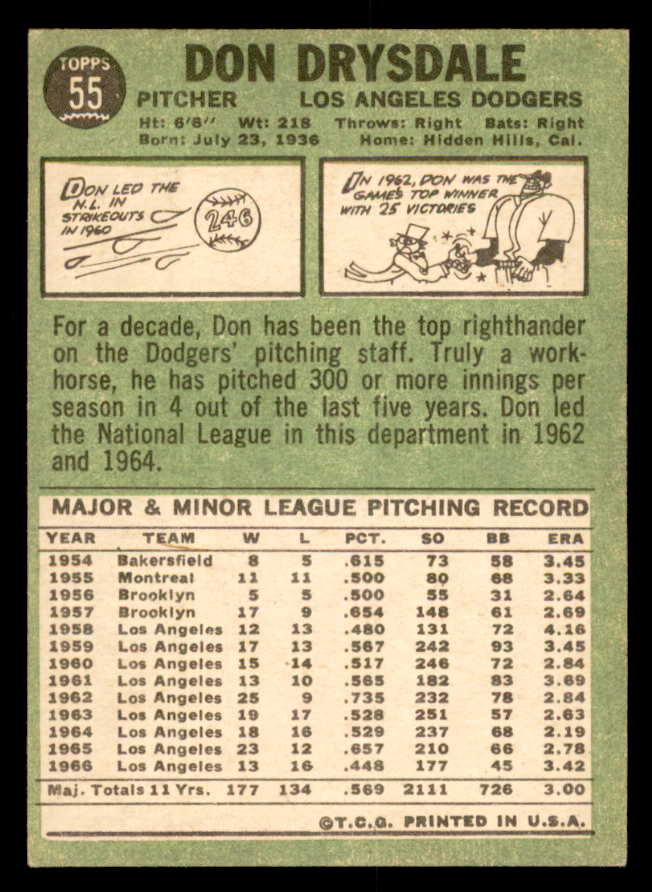 TOPPS
55
DON DRYSDALE
PITCHER LOS ANGELES DODGERS
Ht: 6'6" Wt: 218 Throws: Right Bats: Right
Born: July 23, 1936 Home: Hidden Hills, Cal.
DON LED THE
N.L. IN
STRIKEOUTS
IN 1960
246
IN 1962, DON WAS THE
GAME'S TOP WINNER
WITH 25 VICTORIES
For a decade, Don has been the top righthander
on the Dodgers' pitching staff. Truly a work-
horse, he has pitched 300 or more innings per
season in 4 out of the last five years. Don led
the National League in this department in 1962
and 1964.
MAJOR & MINOR LEAGUE PITCHING RECORD
YEAR TEAM W L PCT. SO BB ERA
1954 Bakersfield 8 5 .615 73 58 3.45
1955 Montreal 11 11 .500 80 68 3.33
1956 Brooklyn 5 5 .500 55 31 2.64
1957 Brooklyn 17 9 .654 148 61 2.69
1958 Los Angeles 12 13 .480 131 72 4.16
1959 Los Angeles 17 13 .567 242 93 3.45
1960 Los Angeles 15 14 .517 246 72 2.84
1961 Los Angeles 13 10 .565 182 83 3.69
1962 Los Angeles 25 9 .735 232 78 2.84
1963 Los Angeles 19 17 .528 251 57 2.63
1964 Los Angeles 18 16 .529 237 68 2.19
1965 Los Angeles 23 12 .657 210 66 2.78
1966 Los Angeles 13 16 .448 177 45 3.42
Maj. Totals 11 Yrs. 177 134 .569 2111 726 3.00
©T.C.G. PRINTED IN U.S.A.